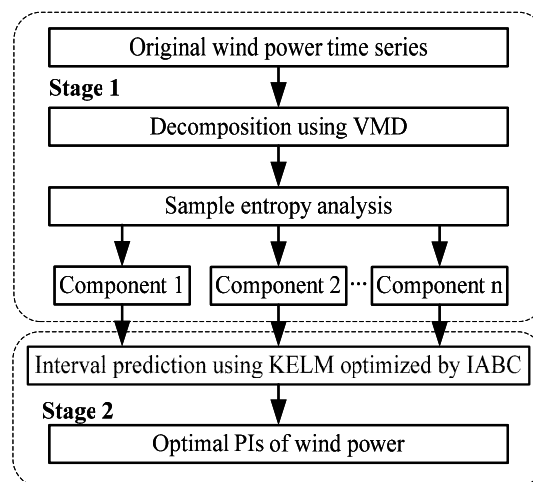 Original wind power time series
Stage 1
Decomposition using VMD
Sample entropy analysis
Component 1
Component 2
...
Component n
Interval prediction using KELM optimized by IABC
Stage 2
Optimal PIs of wind power